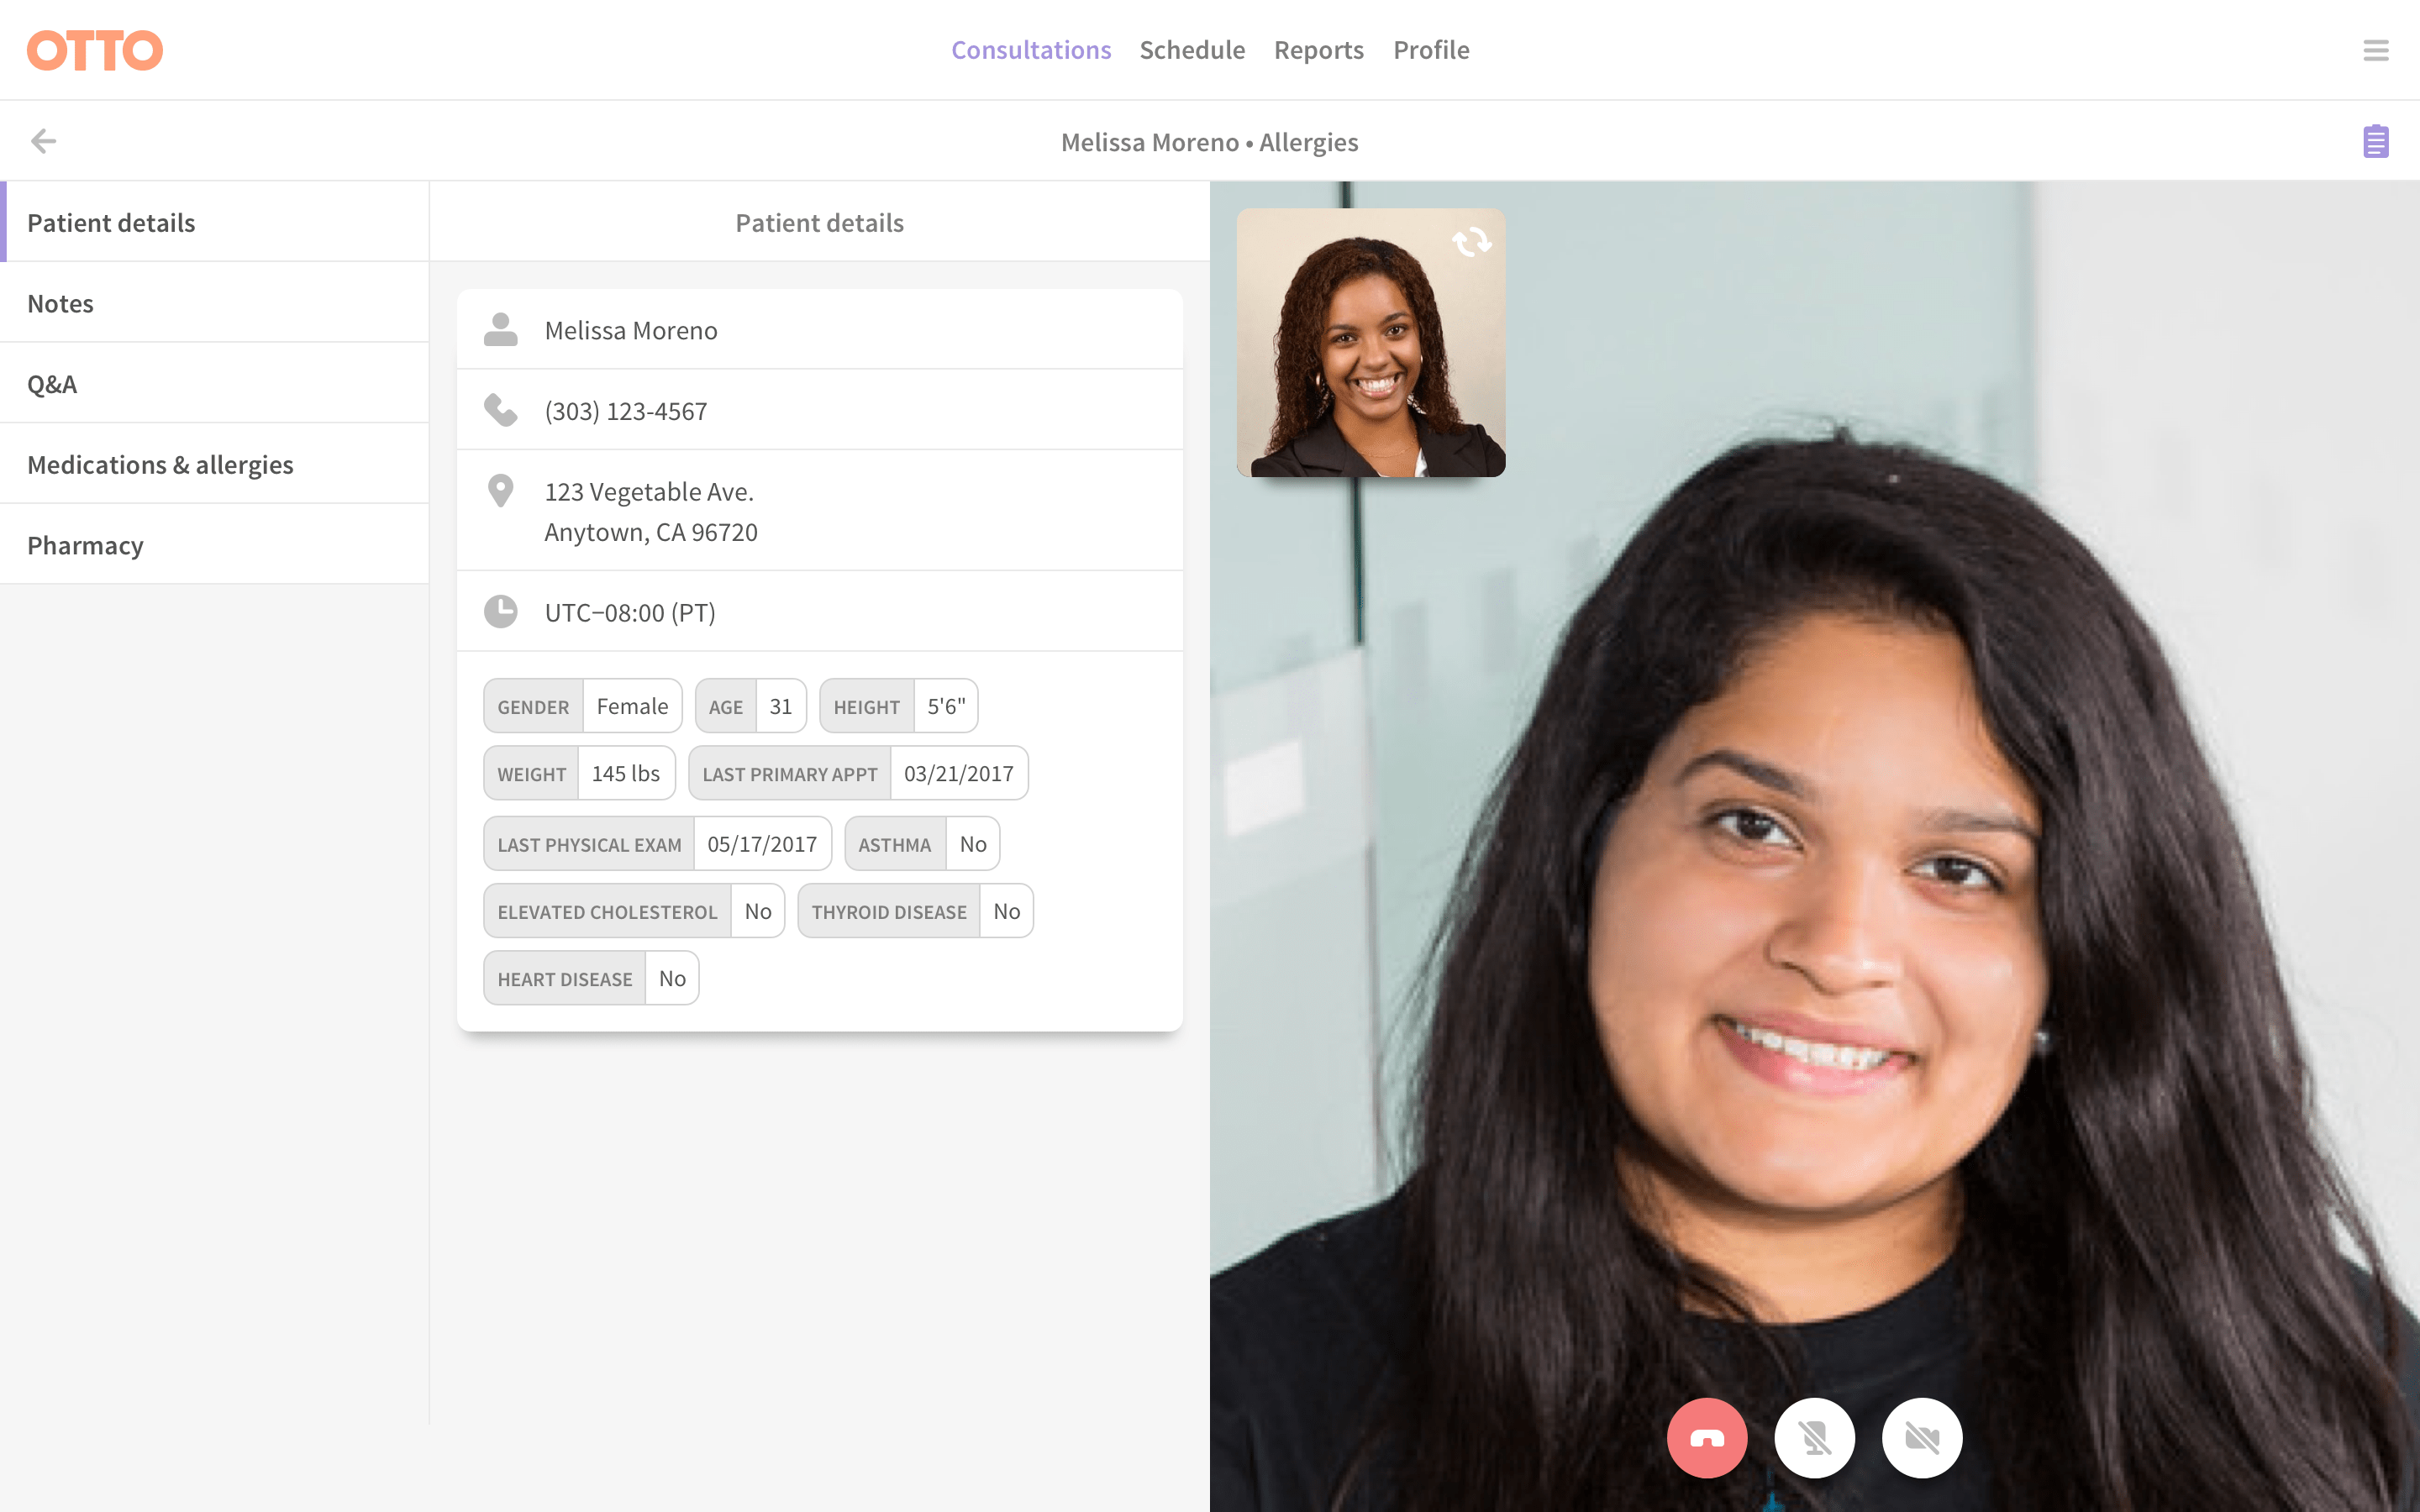 OTTO
Consultations Schedule Reports Profile
Melissa Moreno • Allergies
Patient details
Notes
Q&A
Medications & allergies
Pharmacy
Patient details
Melissa Moreno
(303) 123-4567
123 Vegetable Ave.
Anytown, CA 96720
UTC−08:00 (PT)
GENDER Female AGE 31 HEIGHT 5'6"
WEIGHT 145 lbs LAST PRIMARY APPT 03/21/2017
LAST PHYSICAL EXAM 05/17/2017 ASTHMA No
ELEVATED CHOLESTEROL No THYROID DISEASE No
HEART DISEASE No